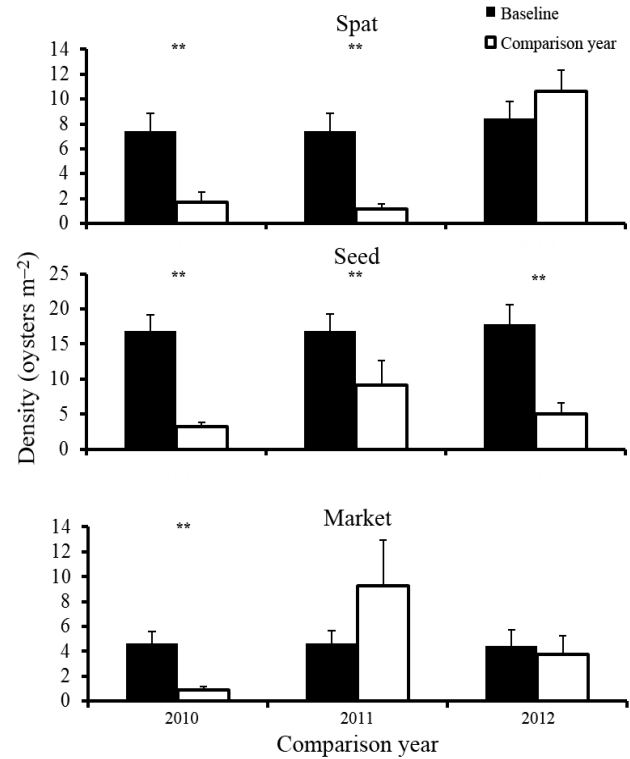 Baseline
Comparison year
Spat
14
12
10
8
6
4
2
0
** **
Seed
25
20
15
10
5
0
** ** **
Density (oysters m−2)
Market
14
12
10
8
6
4
2
0
**
2010 2011 2012
Comparison year